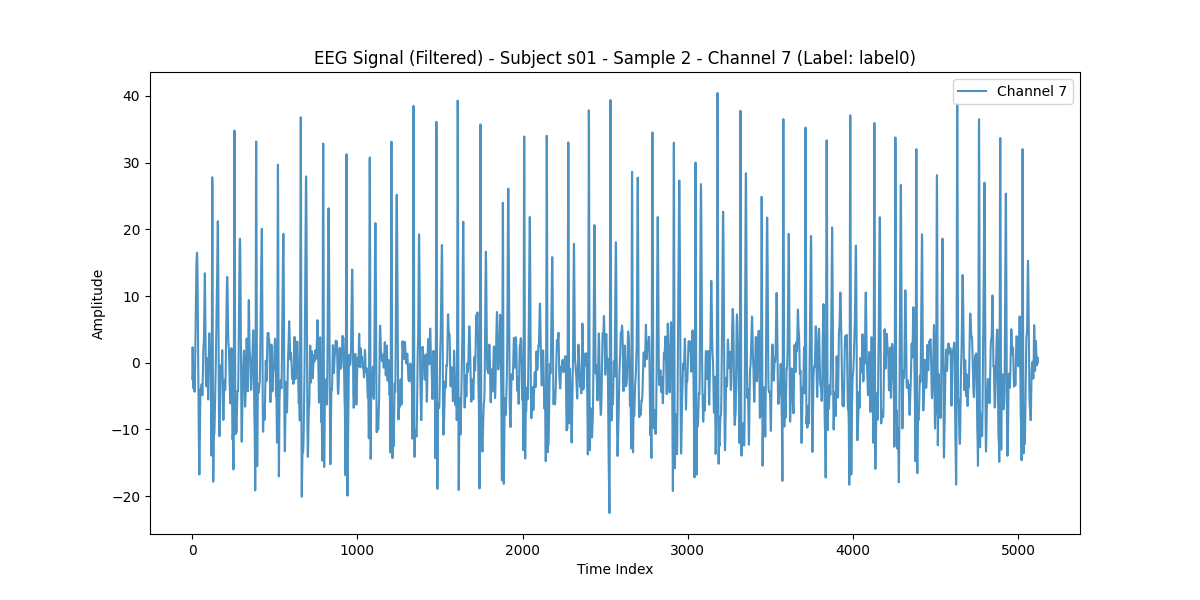 EEG Signal (Filtered) - Subject s01 - Sample 2 - Channel 7 (Label: label0)
Channel 7
Amplitude
40
30
20
10
0
−10
−20
0 1000 2000 3000 4000 5000
Time Index